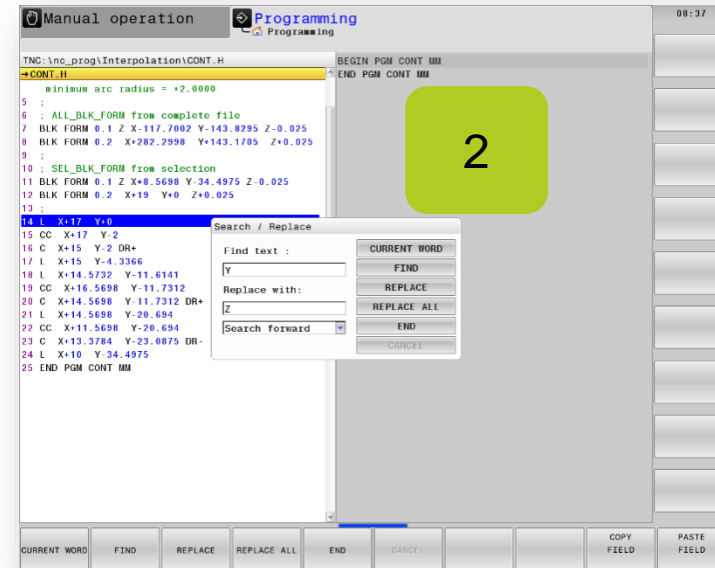 Manual operation
Programming
Programming
08:37
TNC:\nc_prog\Interpolation\CONT.H
→CONT.H
minimum arc radius = +2.0000
5 ;
6 ; ALL_BLK_FORM from complete file
7 BLK FORM 0.1 Z X-117.7002 Y-143.8295 Z-0.025
8 BLK FORM 0.2 X+282.2998 Y+143.1705 Z+0.025
9 ;
10 ; SEL_BLK_FORM from selection
11 BLK FORM 0.1 Z X+8.5698 Y-34.4975 Z-0.025
12 BLK FORM 0.2 X+19 Y+0 Z+0.025
13 ;
14 L X+17 Y+0
15 CC X+17 Y-2
16 C X+15 Y-2 DR+
17 L X+15 Y-4.3366
18 L X+14.5732 Y-11.6141
19 CC X+16.5698 Y-11.7312
20 C X+14.5698 Y-11.7312 DR+
21 L X+14.5698 Y-20.694
22 CC X+11.5698 Y-20.694
23 C X+13.3784 Y-23.0875 DR-
24 L X+10 Y-34.4975
25 END PGM CONT MM
BEGIN PGM CONT MM
END PGM CONT MM
2
Search / Replace
Find text :
Y
Replace with:
Z
Search forward
CURRENT WORD
FIND
REPLACE
REPLACE ALL
END
CANCEL
CURRENT WORD
FIND
REPLACE
REPLACE ALL
END
CANCEL
COPY
FIELD
PASTE
FIELD